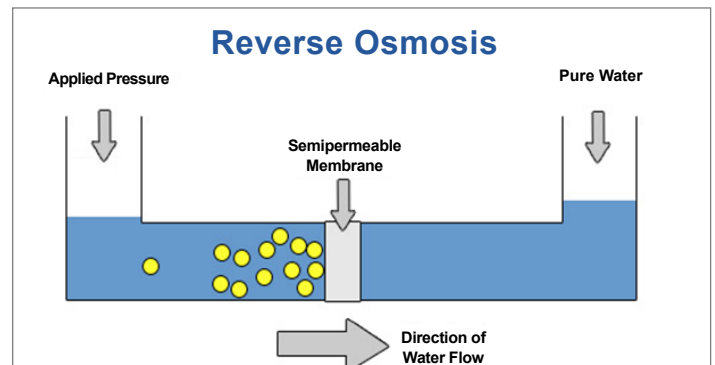 Reverse Osmosis
Applied Pressure
Pure Water
Semipermeable
Membrane
Direction of
Water Flow